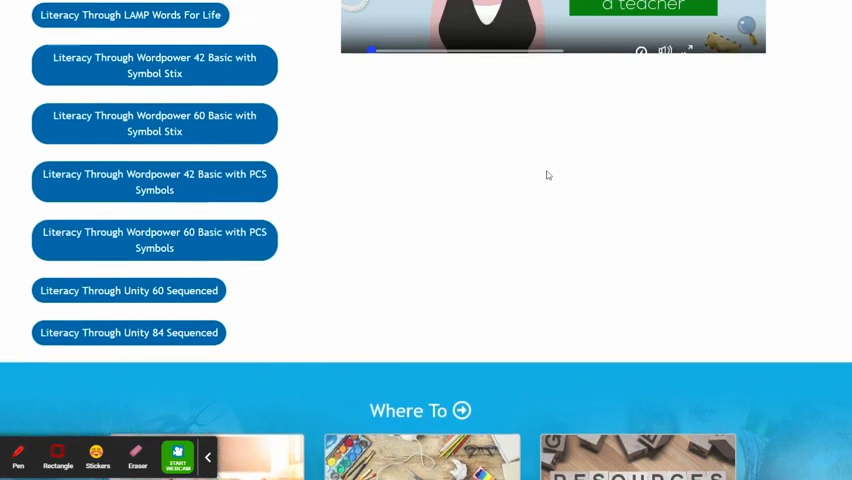 Literacy Through LAMP Words For Life
a teacher
Literacy Through Wordpower 42 Basic with
Symbol Stix
Literacy Through Wordpower 60 Basic with
Symbol Stix
Literacy Through Wordpower 42 Basic with PCS
Symbols
Literacy Through Wordpower 60 Basic with PCS
Symbols
Literacy Through Unity 60 Sequenced
Literacy Through Unity 84 Sequenced
Where To
Pen
Rectangle
Stickers
Eraser
START
WEBCAM
RESOURCES